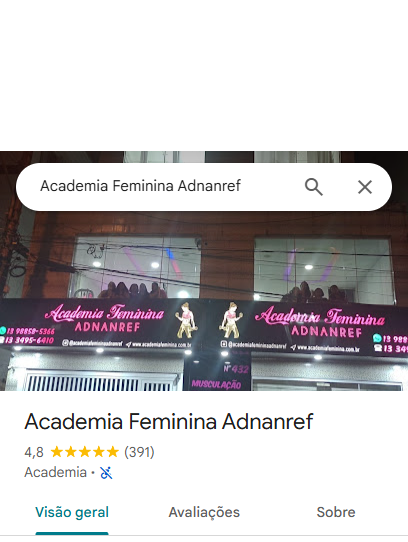 Academia Feminina Adnanref
Academia Feminina
ADNANREF
13 98858-5366
13 3495-6410
@academiafemininaadnanref www.academiafeminina.com.br
Academia Feminina
ADNANREF
13 988
13 349
@academiafemininaadnanref www.academiafeminina.com.br
Nº 432
MUSCULAÇÃO
Academia Feminina Adnanref
4,8 (391)
Academia ·
Visão geral Avaliações Sobre